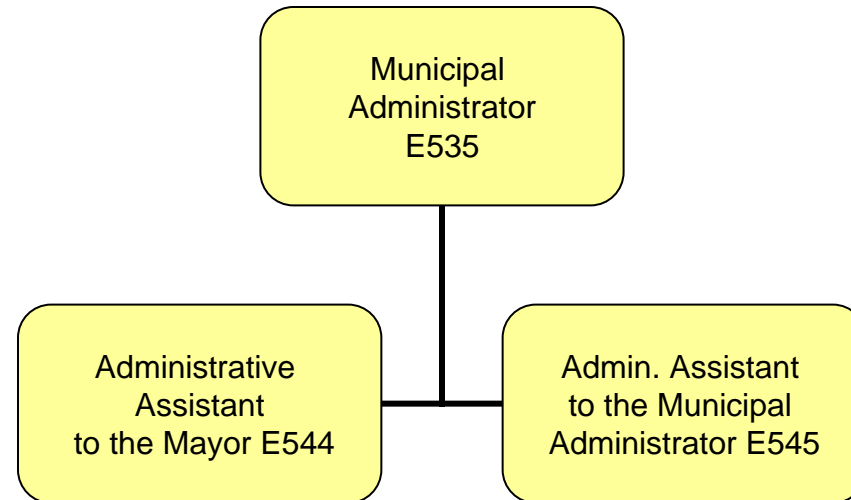 Municipal
Administrator
E535
Administrative
Assistant
to the Mayor E544
Admin. Assistant
to the Municipal
Administrator E545